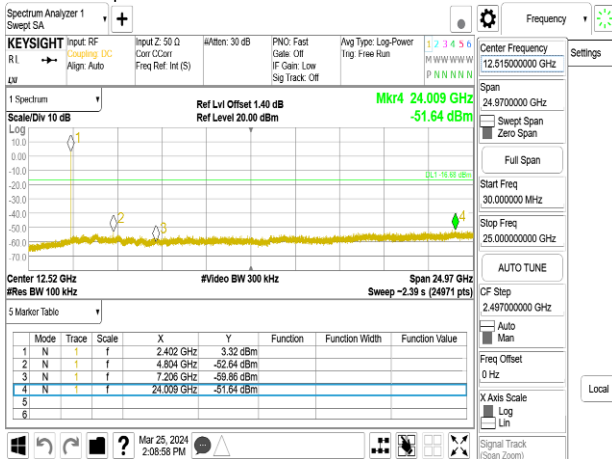 Spectrum Analyzer 1
Swept SA
Frequency
Settings
KEYSIGHT
RL
Input: RF
Coupling: DC
Align: Auto
Input Z: 50 Ω
Corr CCorr
Freq Ref: Int (S)
#Atten: 30 dB
PNO: Fast
Gate: Off
IF Gain: Low
Sig Track: Off
Avg Type: Log-Power
Trig: Free Run
1 2 3 4 5 6
M W W W W W
P N N N N N
1 Spectrum
Scale/Div 10 dB
Ref Lvl Offset 1.40 dB
Ref Level 20.00 dBm
Mkr4 24.009 GHz
-51.64 dBm
Log
10.0
0.00
-10.0
-20.0
-30.0
-40.0
-50.0
-60.0
-70.0
1
2
3
4
Center 12.52 GHz
#Res BW 100 kHz
#Video BW 300 kHz
Span 24.97 GHz
Sweep ~2.39 s (24971 pts)
5 Marker Table
Mode Trace Scale X Y Function Function Width Function Value
1 N 1 f 2.402 GHz 3.32 dBm
2 N 1 f 4.804 GHz -52.64 dBm
3 N 1 f 7.206 GHz -59.86 dBm
4 N 1 f 24.009 GHz -51.64 dBm
5
6
Mar 25, 2024
2:08:58 PM
Center Frequency
12.515000000 GHz
Span
24.9700000 GHz
Swept Span
Zero Span
Full Span
Start Freq
30.000000 MHz
Stop Freq
25.000000000 GHz
AUTO TUNE
CF Step
2.497000000 GHz
Auto
Man
Freq Offset
0 Hz
X Axis Scale
Log
Lin
Signal Track
(Span Zoom)
Local